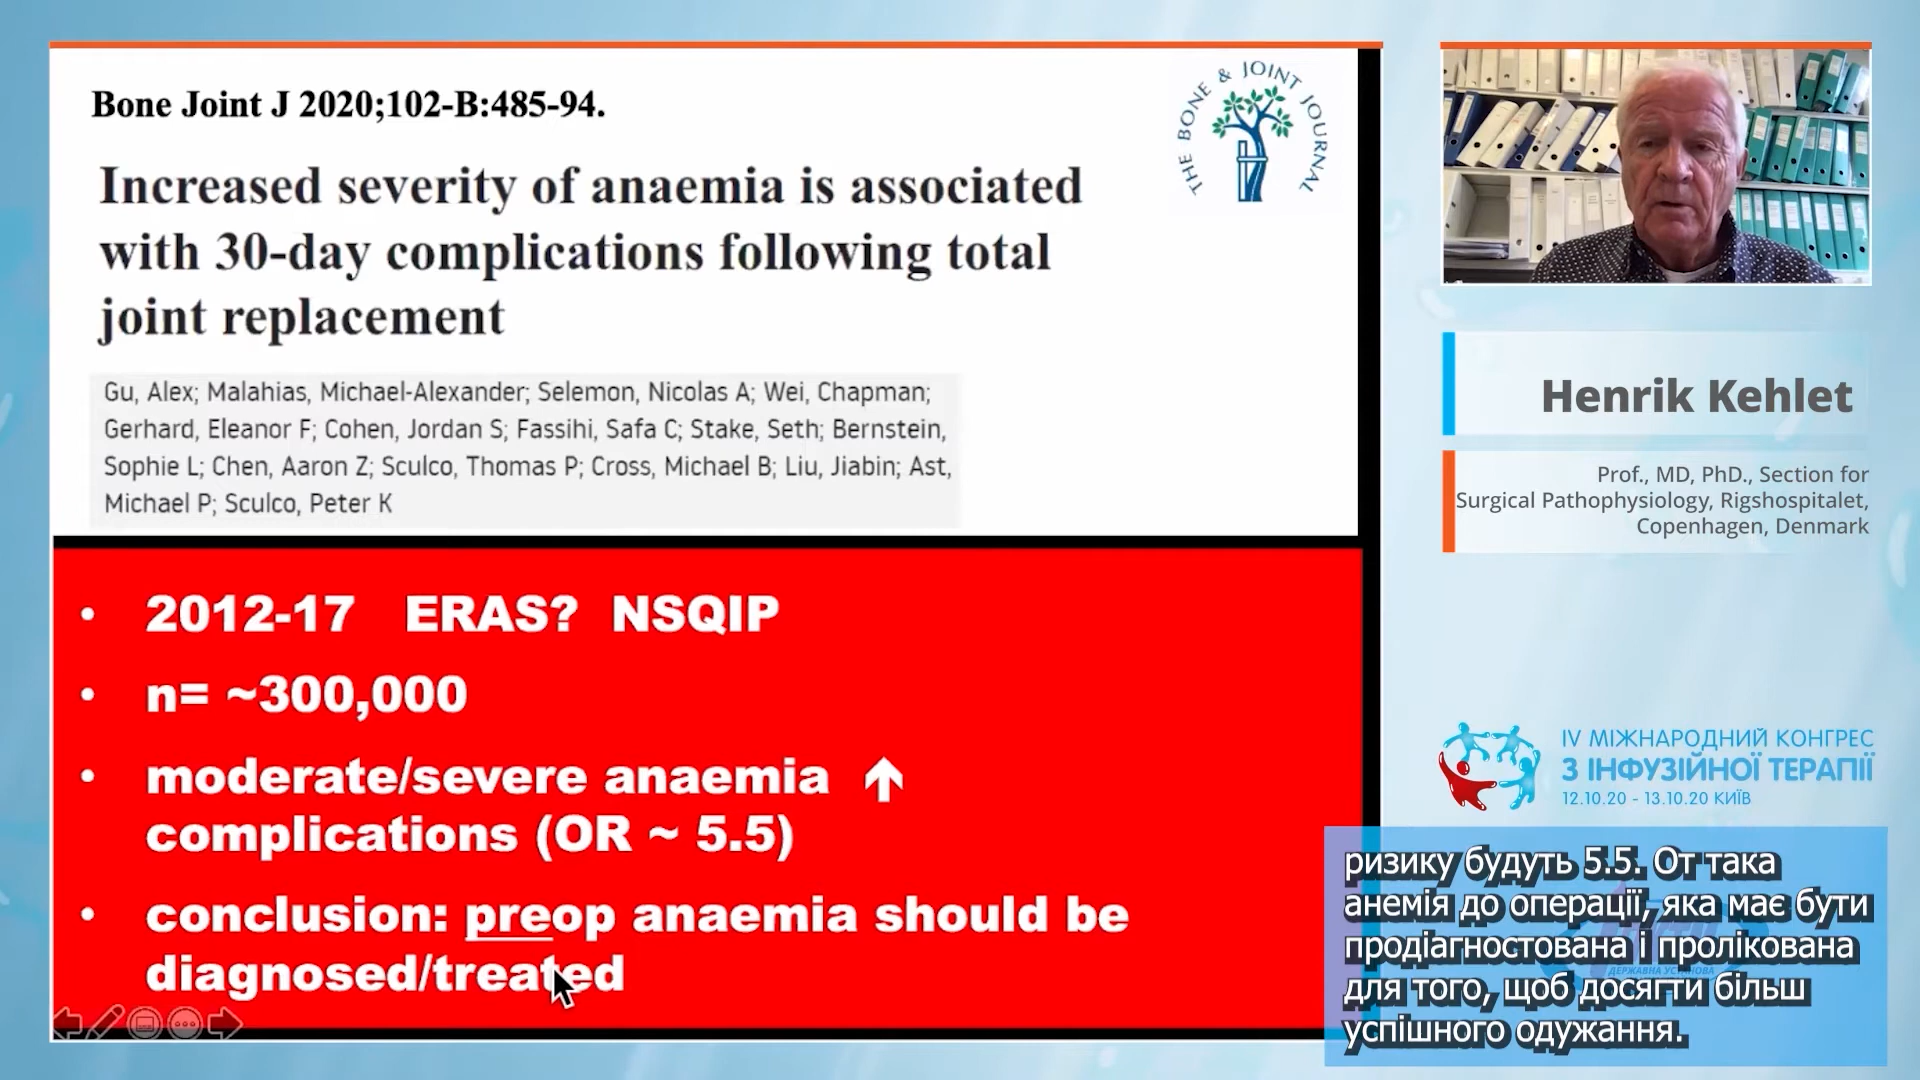 Bone Joint J 2020;102-B:485-94.
THE BONE & JOINT JOURNAL
Increased severity of anaemia is associated
with 30-day complications following total
joint replacement
Gu, Alex; Malahias, Michael-Alexander; Selemon, Nicolas A; Wei, Chapman;
Gerhard, Eleanor F; Cohen, Jordan S; Fassihi, Safa C; Stake, Seth; Bernstein,
Sophie L; Chen, Aaron Z; Sculco, Thomas P; Cross, Michael B; Liu, Jiabin; Ast,
Michael P; Sculco, Peter K
• 2012-17 ERAS? NSQIP
• n= ~300,000
• moderate/severe anaemia ↑
complications (OR ~ 5.5)
• conclusion: preop anaemia should be
diagnosed/treated
Henrik Kehlet
Prof., MD, PhD., Section for
Surgical Pathophysiology, Rigshospitalet,
Copenhagen, Denmark
IV МІЖНАРОДНИЙ КОНГРЕС
З ІНФУЗІЙНОЇ ТЕРАПІЇ
12.10.20 - 13.10.20 КИЇВ
ризику будуть 5.5. От така
анемія до операції, яка має бути
продіагностована і пролікована
ДЕРЖАВНА УСТАНОВА
для того, щоб досягти більш
успішного одужання.